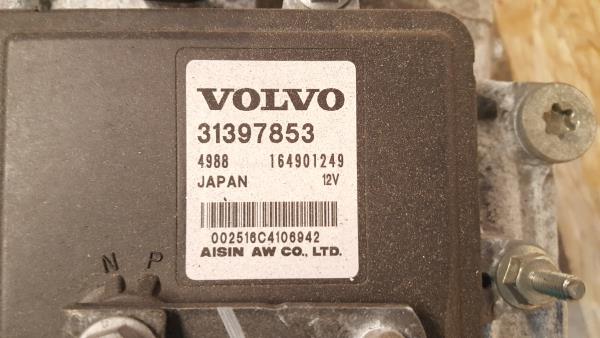 VOLVO
31397853
4988 164901249
JAPAN 12V
002516C4106942
AISIN AW CO., LTD.
N P